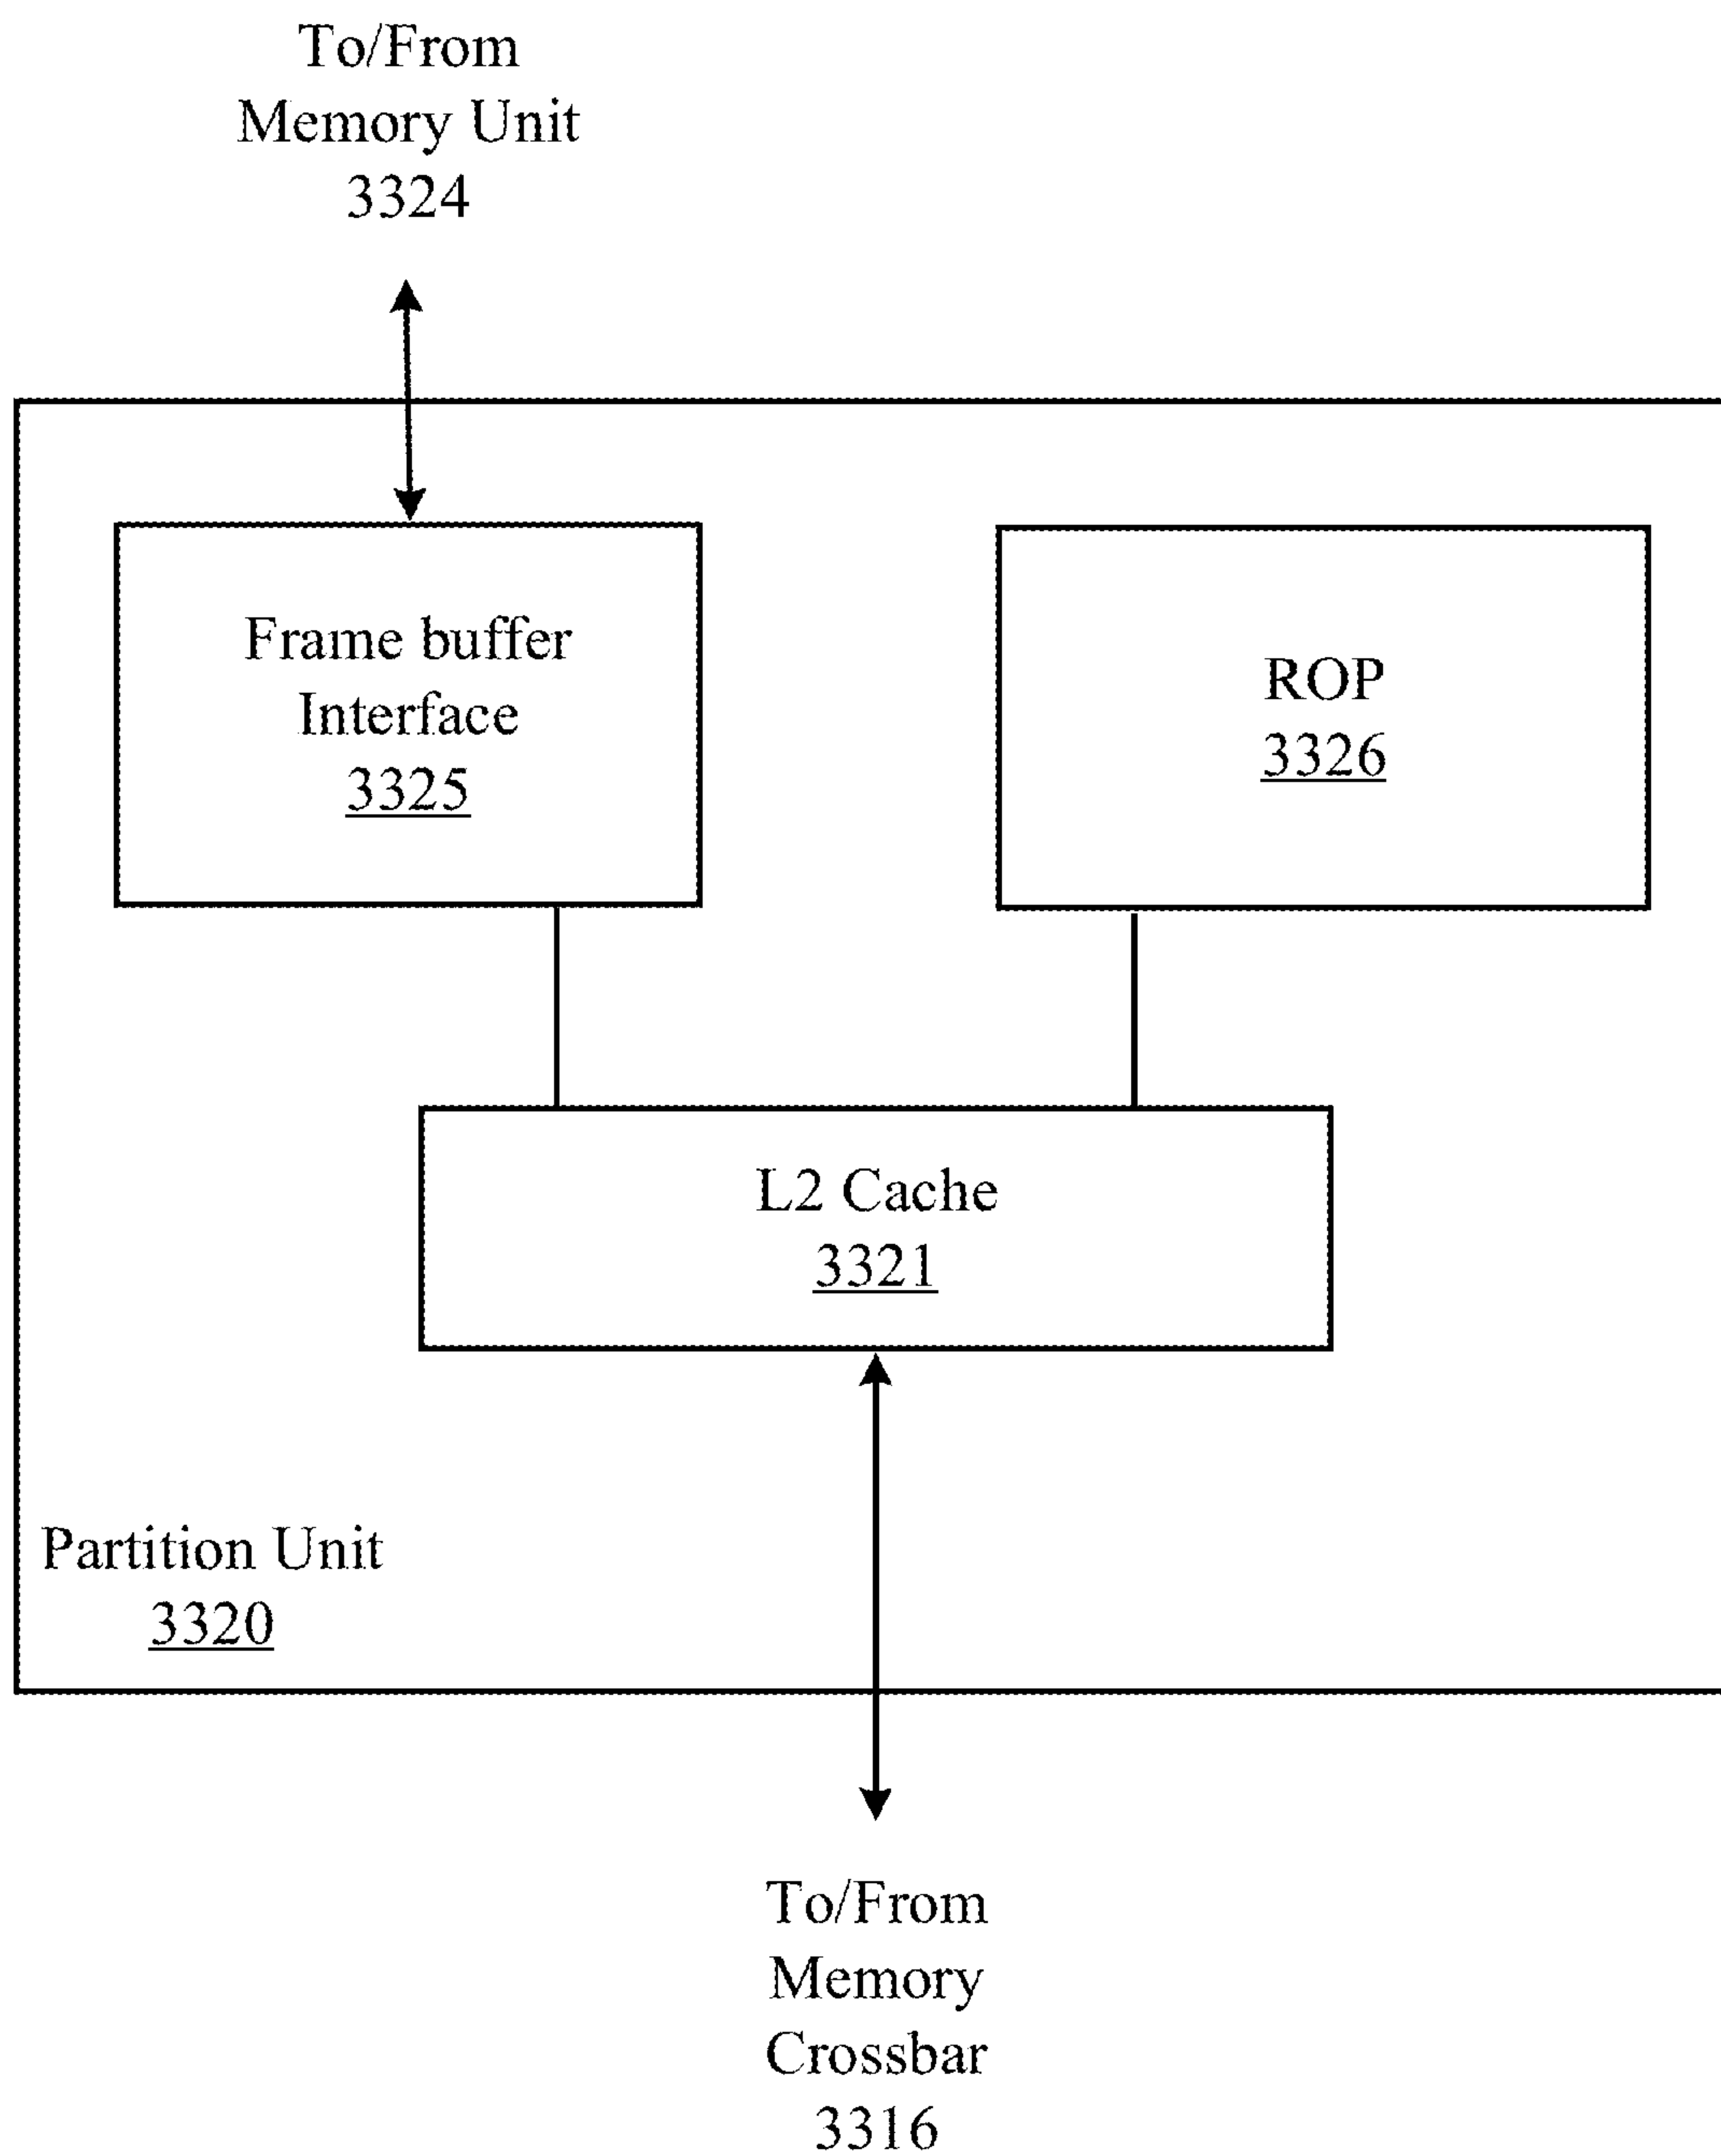 To/From
Memory Unit
3324
Frame buffer
Interface
3325
ROP
3326
L2 Cache
3321
Partition Unit
3320
To/From
Memory
Crossbar
3316